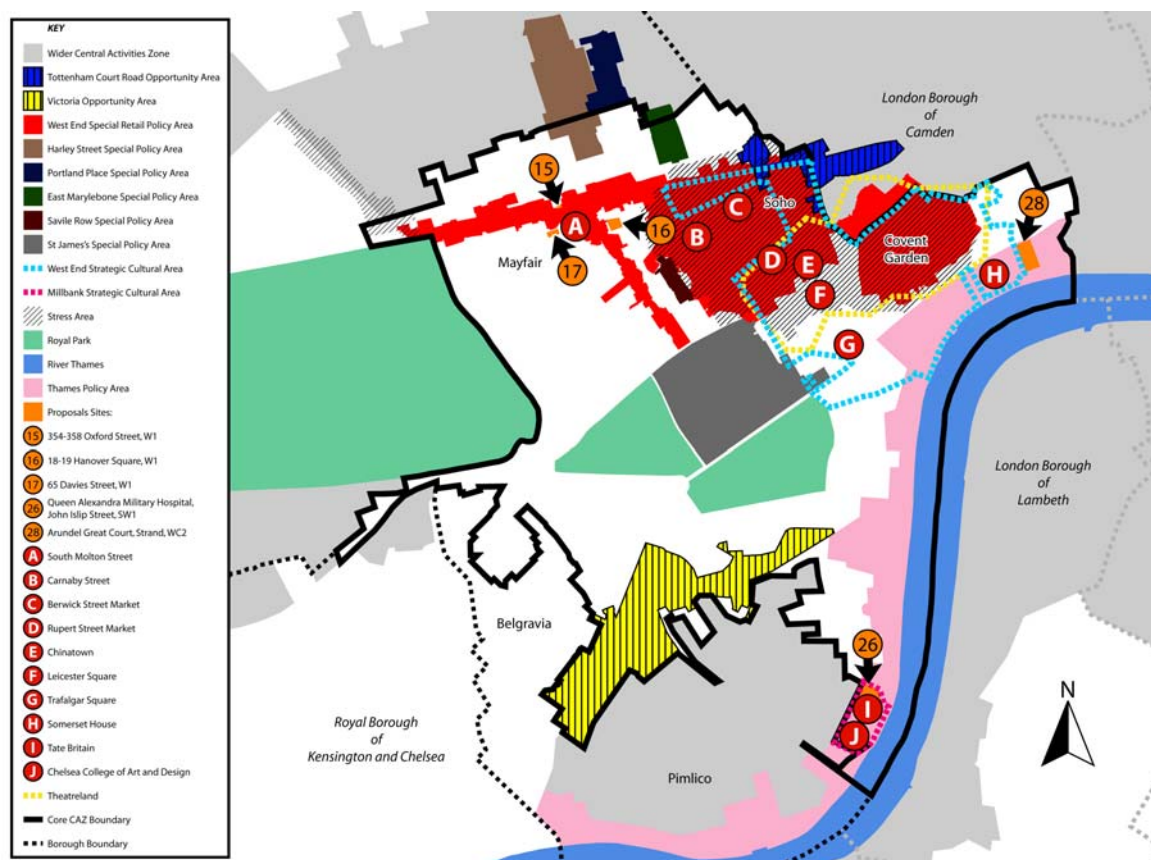 KEY
Wider Central Activities Zone
Tottenham Court Road Opportunity Area
Victoria Opportunity Area
West End Special Retail Policy Area
Harley Street Special Policy Area
Portland Place Special Policy Area
East Marylebone Special Policy Area
Savile Row Special Policy Area
St James's Special Policy Area
West End Strategic Cultural Area
Millbank Strategic Cultural Area
Stress Area
Royal Park
River Thames
Thames Policy Area
Proposals Sites:
15 354-358 Oxford Street, W1
16 18-19 Hanover Square, W1
17 65 Davies Street, W1
26 Queen Alexandra Military Hospital,
John Islip Street, SW1
28 Arundel Great Court, Strand, WC2
A South Molton Street
B Carnaby Street
C Berwick Street Market
D Rupert Street Market
E Chinatown
F Leicester Square
G Trafalgar Square
H Somerset House
I Tate Britain
J Chelsea College of Art and Design
Theatreland
Core CAZ Boundary
Borough Boundary
London Borough
of
Camden
15
28
C
Soho
A
16
B
Covent
Garden
Mayfair
17
D
E
H
F
G
London Borough
of
Lambeth
Belgravia
26
I
J
N
Royal Borough
of
Kensington and Chelsea
Pimlico